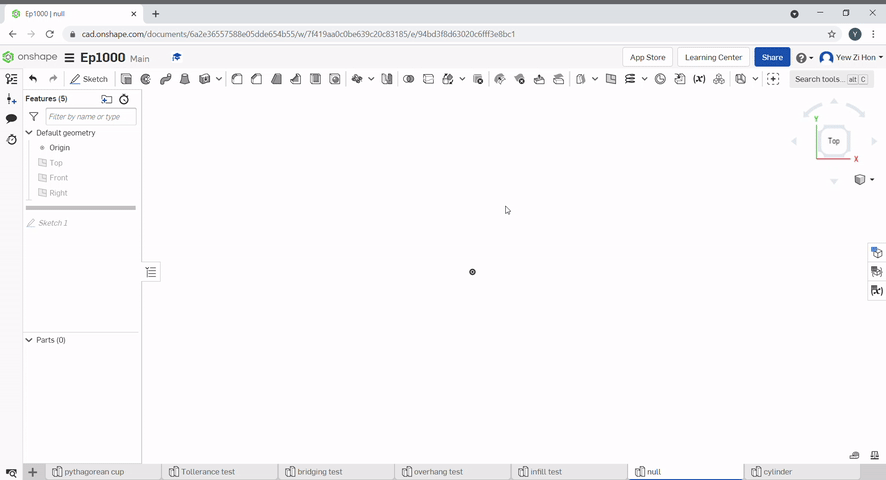 Ep1000 | null
cad.onshape.com/documents/6a2e36557588e05dde654b55/w/7f419aa0c0be639c20c83185/e/94bd3f8d63020c6fff3e8bc1
Y
onshape
Ep1000 Main
App Store
Learning Center
Share
Yew Zi Hon
Sketch
Search tools... alt C
Features (5)
Filter by name or type
Default geometry
Origin
Top
Front
Right
Sketch 1
Parts (0)
Y
Top
X
pythagorean cup
Tollerance test
bridging test
overhang test
infill test
null
cylinder